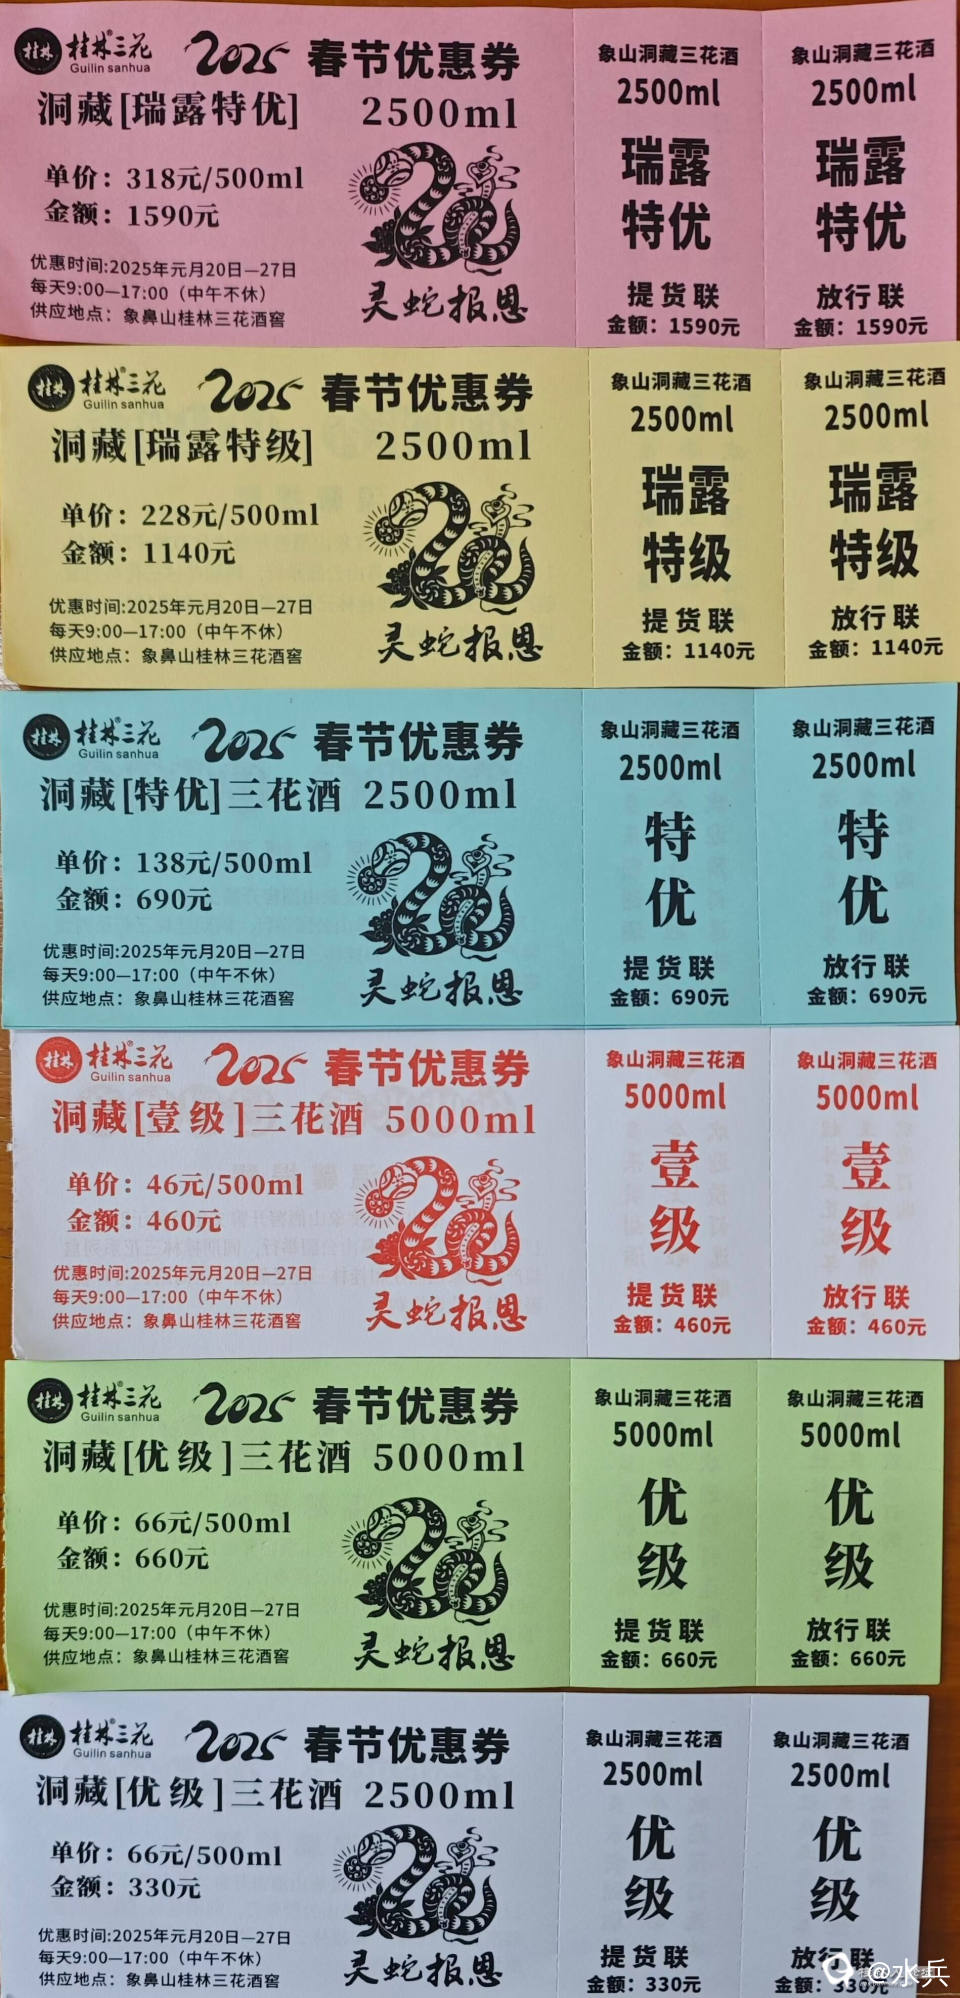 桂林 桂林三花 Guilin sanhua 2025 春节优惠券
洞藏[瑞露特优] 2500ml
单价：318元/500ml
金额：1590元
优惠时间:2025年元月20日—27日
每天9:00—17:00（中午不休）
供应地点：象鼻山桂林三花酒窖
灵蛇报恩
象山洞藏三花酒
2500ml
瑞露
特优
提货联
金额：1590元
象山洞藏三花酒
2500ml
瑞露
特优
放行联
金额：1590元
桂林 桂林三花 Guilin sanhua 2025 春节优惠券
洞藏[瑞露特级] 2500ml
单价：228元/500ml
金额：1140元
优惠时间:2025年元月20日—27日
每天9:00—17:00（中午不休）
供应地点：象鼻山桂林三花酒窖
灵蛇报恩
象山洞藏三花酒
2500ml
瑞露
特级
提货联
金额：1140元
象山洞藏三花酒
2500ml
瑞露
特级
放行联
金额：1140元
桂林 桂林三花 Guilin sanhua 2025 春节优惠券
洞藏[特优]三花酒 2500ml
单价：138元/500ml
金额：690元
优惠时间:2025年元月20日—27日
每天9:00—17:00（中午不休）
供应地点：象鼻山桂林三花酒窖
灵蛇报恩
象山洞藏三花酒
2500ml
特
优
提货联
金额：690元
象山洞藏三花酒
2500ml
特
优
放行联
金额：690元
桂林 桂林三花 Guilin sanhua 2025 春节优惠券
洞藏[壹级]三花酒 5000ml
单价：46元/500ml
金额：460元
优惠时间:2025年元月20日—27日
每天9:00—17:00（中午不休）
供应地点：象鼻山桂林三花酒窖
灵蛇报恩
象山洞藏三花酒
5000ml
壹
级
提货联
金额：460元
象山洞藏三花酒
5000ml
壹
级
放行联
金额：460元
桂林 桂林三花 Guilin sanhua 2025 春节优惠券
洞藏[优级]三花酒 5000ml
单价：66元/500ml
金额：660元
优惠时间:2025年元月20日—27日
每天9:00—17:00（中午不休）
供应地点：象鼻山桂林三花酒窖
灵蛇报恩
象山洞藏三花酒
5000ml
优
级
提货联
金额：660元
象山洞藏三花酒
5000ml
优
级
放行联
金额：660元
桂林 桂林三花 Guilin sanhua 2025 春节优惠券
洞藏[优级]三花酒 2500ml
单价：66元/500ml
金额：330元
优惠时间:2025年元月20日—27日
每天9:00—17:00（中午不休）
供应地点：象鼻山桂林三花酒窖
灵蛇报恩
象山洞藏三花酒
2500ml
优
级
提货联
金额：330元
象山洞藏三花酒
2500ml
优
级
放行联
金额：330元
@水兵